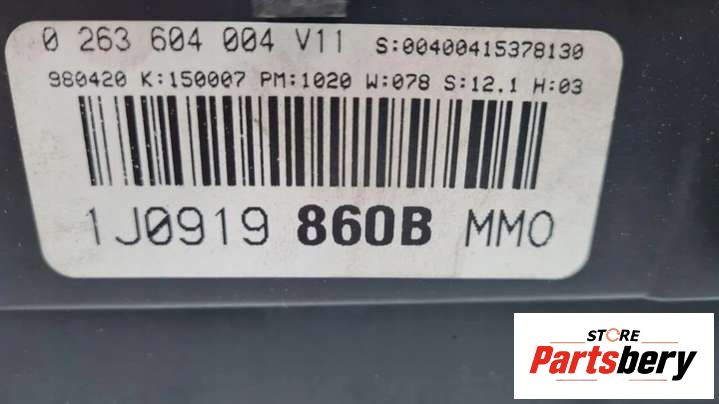 0 263 604 004 V11 S:00400415378130
980420 K:150007 PM:1020 W:078 S:12.1 H:03
1J0919 860B MMO
STORE
Partsbery